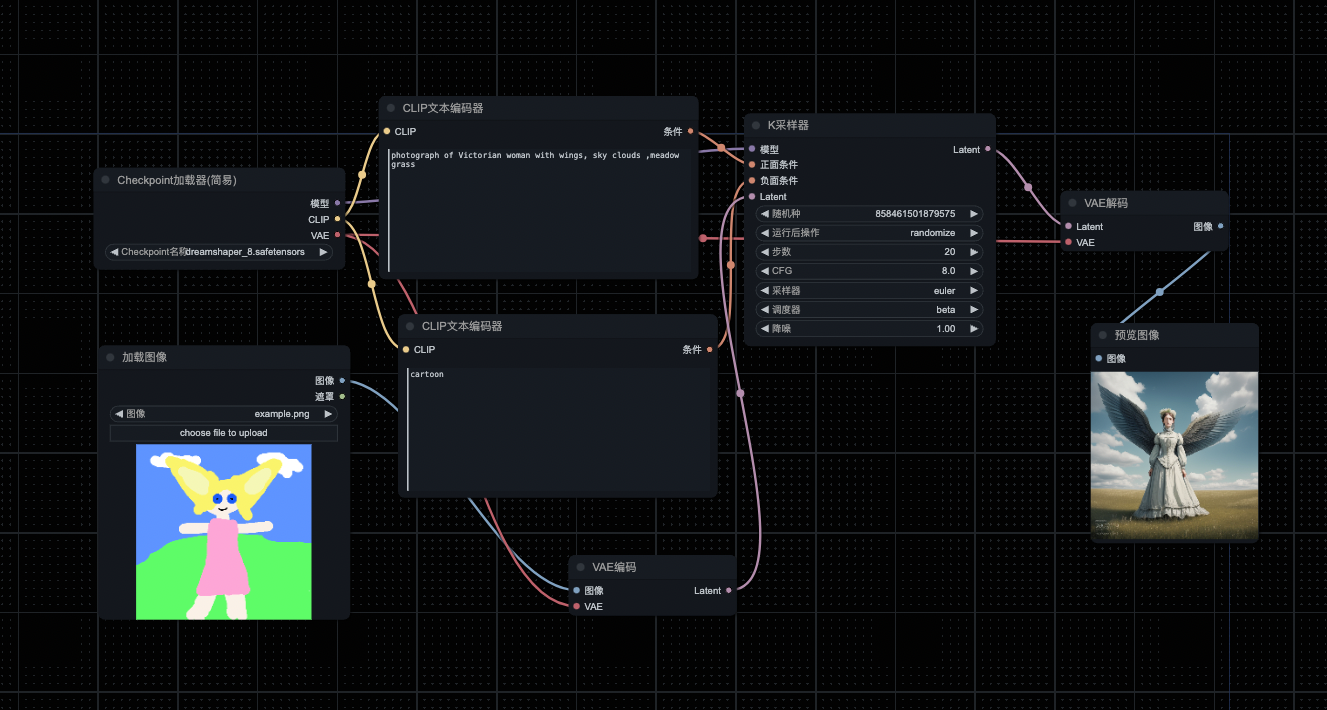 CLIP文本编码器
CLIP
条件
photograph of Victorian woman with wings, sky clouds ,meadow
grass
K采样器
模型
Latent
正面条件
负面条件
Latent
随机种 858461501879575
运行后操作 randomize
步数 20
CFG 8.0
采样器 euler
调度器 beta
降噪 1.00
Checkpoint加载器(简易)
模型
CLIP
VAE
Checkpoint名称 dreamshaper_8.safetensors
VAE解码
Latent
图像
VAE
CLIP文本编码器
CLIP
条件
cartoon
预览图像
图像
加载图像
图像
遮罩
图像 example.png
choose file to upload
VAE编码
图像
Latent
VAE